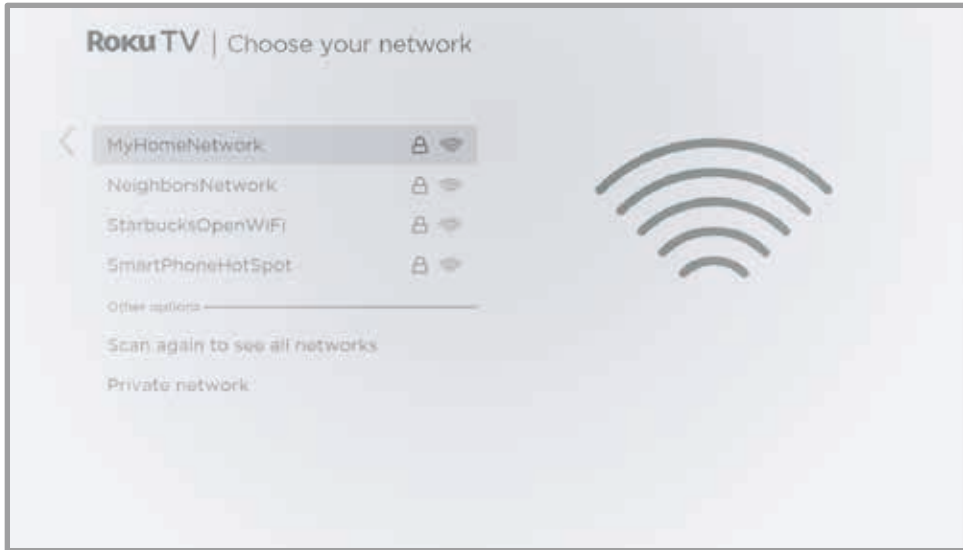 Roku TV | Choose your network
MyHomeNetwork
NeighborsNetwork
StarbucksOpenWiFi
SmartPhoneHotSpot
Other options
Scan again to see all networks
Private network